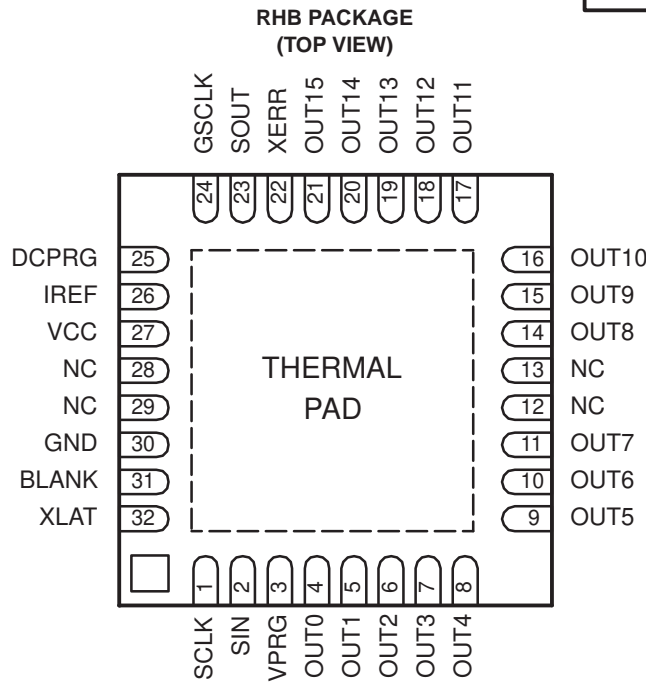 RHB PACKAGE
(TOP VIEW)
GSCLK
SOUT
XERR
OUT15
OUT14
OUT13
OUT12
OUT11
24
23
22
21
20
19
18
17
DCPRG 25
IREF 26
VCC 27
NC 28
NC 29
GND 30
BLANK 31
XLAT 32
THERMAL
PAD
16 OUT10
15 OUT9
14 OUT8
13 NC
12 NC
11 OUT7
10 OUT6
9 OUT5
1
2
3
4
5
6
7
8
SCLK
SIN
VPRG
OUT0
OUT1
OUT2
OUT3
OUT4